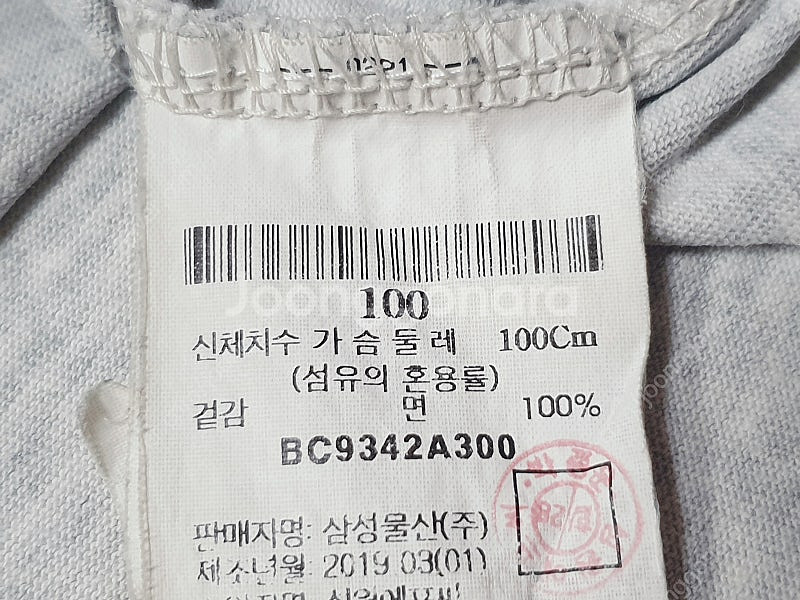 100
신체치수 가슴둘레 100Cm
(섬유의 혼용률)
겉감 면 100%
BC9342A300
판매자명: 삼성물산(주)
제조년월: 2019.03(01)